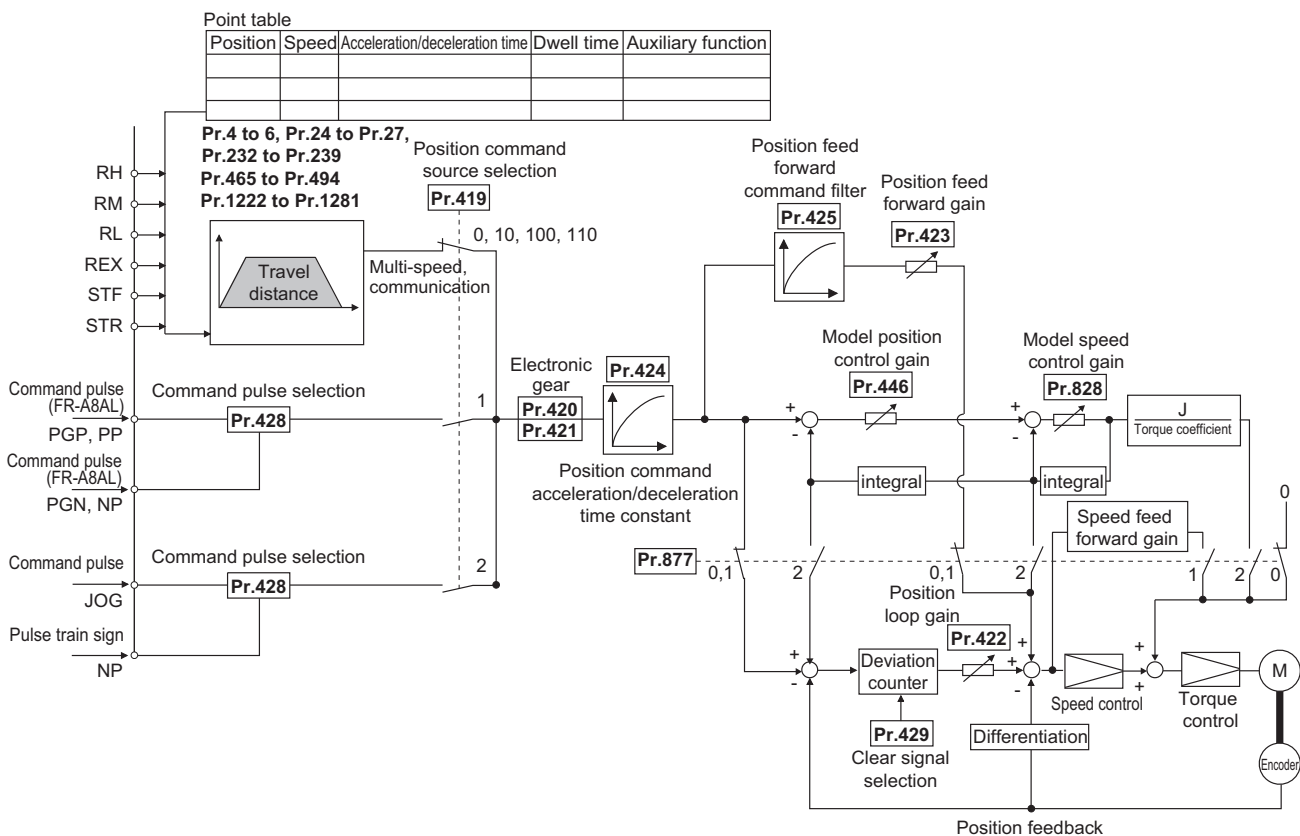 Point table
Position Speed Acceleration/deceleration time Dwell time Auxiliary function
Pr.4 to 6, Pr.24 to Pr.27,
Pr.232 to Pr.239
Pr.465 to Pr.494
Pr.1222 to Pr.1281
RH
RM
RL
REX
STF
STR
Travel
distance
Position command
source selection
Pr.419
0, 10, 100, 110
Multi-speed,
communication
Command pulse
(FR-A8AL)
PGP, PP
Command pulse selection
Pr.428
1
Command pulse
(FR-A8AL)
PGN, NP
Command pulse
JOG
Command pulse selection
Pr.428
2
Pulse train sign
NP
Electronic
gear
Pr.420
Pr.421
Pr.424
Position command
acceleration/deceleration
time constant
Position feed
forward
command filter
Pr.425
Position feed
forward gain
Pr.423
Model position
control gain
Pr.446
Model speed
control gain
Pr.828
J
Torque coefficient
+
-
+
-
integral
integral
Speed feed
forward gain
0
Pr.877
0,1
2
0,1
2
1
2
0
Position
loop gain
Pr.422
+
-
Deviation
counter
+
+
-
Speed control
+
+
Torque
control
M
Pr.429
Clear signal
selection
Differentiation
Encoder
Position feedback